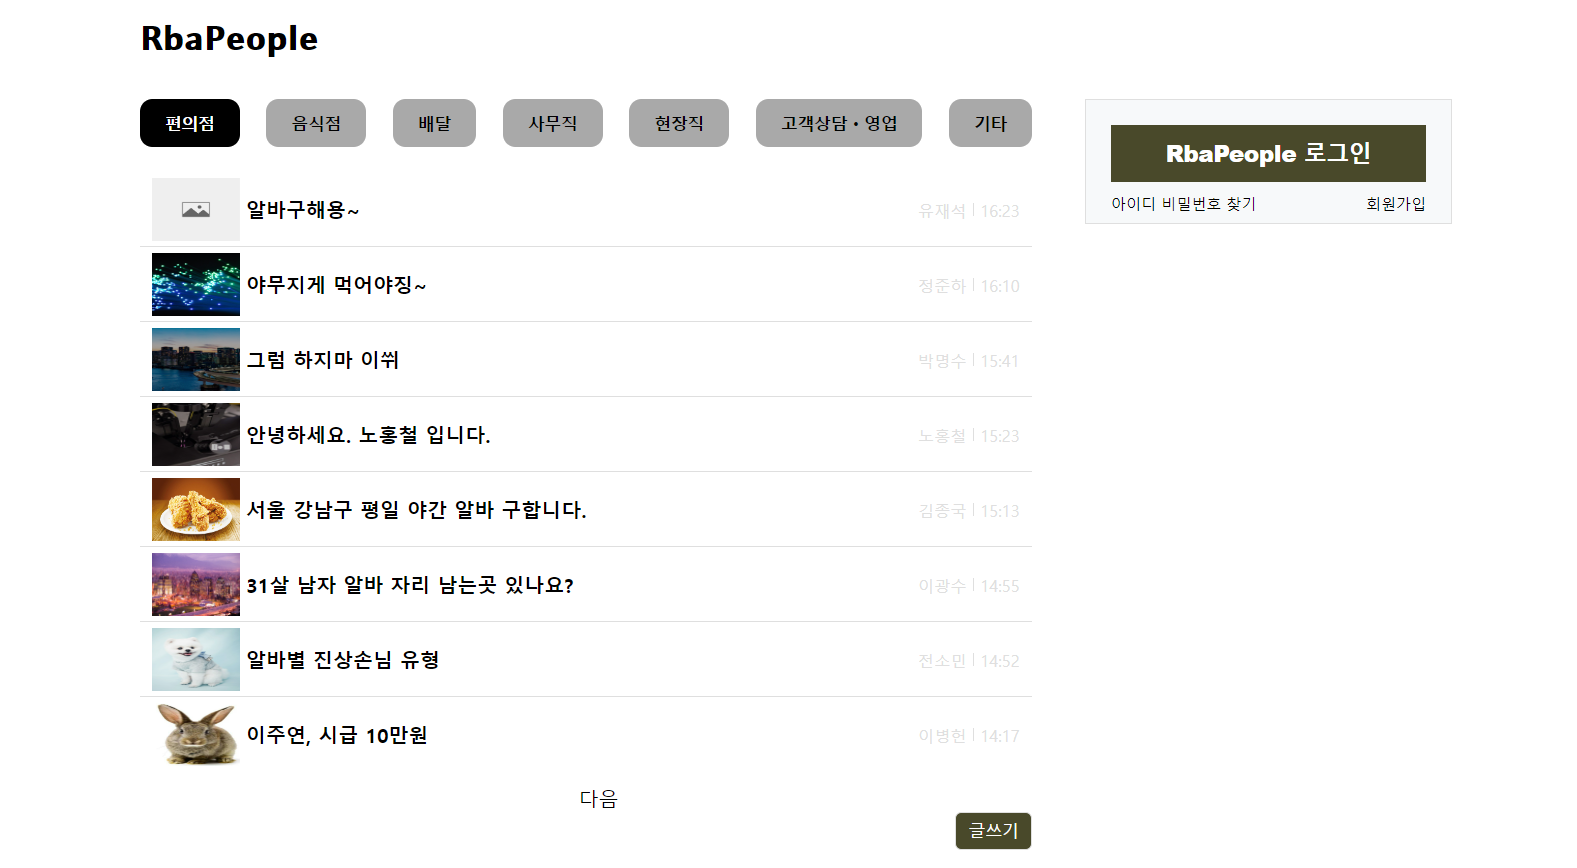 RbaPeople
편의점 음식점 배달 사무직 현장직 고객상담 • 영업 기타
RbaPeople 로그인
아이디 비밀번호 찾기 회원가입
알바구해용~ 유재석 | 16:23
야무지게 먹어야징~ 정준하 | 16:10
그럼 하지마 이쒸 박명수 | 15:41
안녕하세요. 노홍철 입니다. 노홍철 | 15:23
서울 강남구 평일 야간 알바 구합니다. 김종국 | 15:13
31살 남자 알바 자리 남는곳 있나요? 이광수 | 14:55
알바별 진상손님 유형 전소민 | 14:52
이주연, 시급 10만원 이병헌 | 14:17
다음
글쓰기